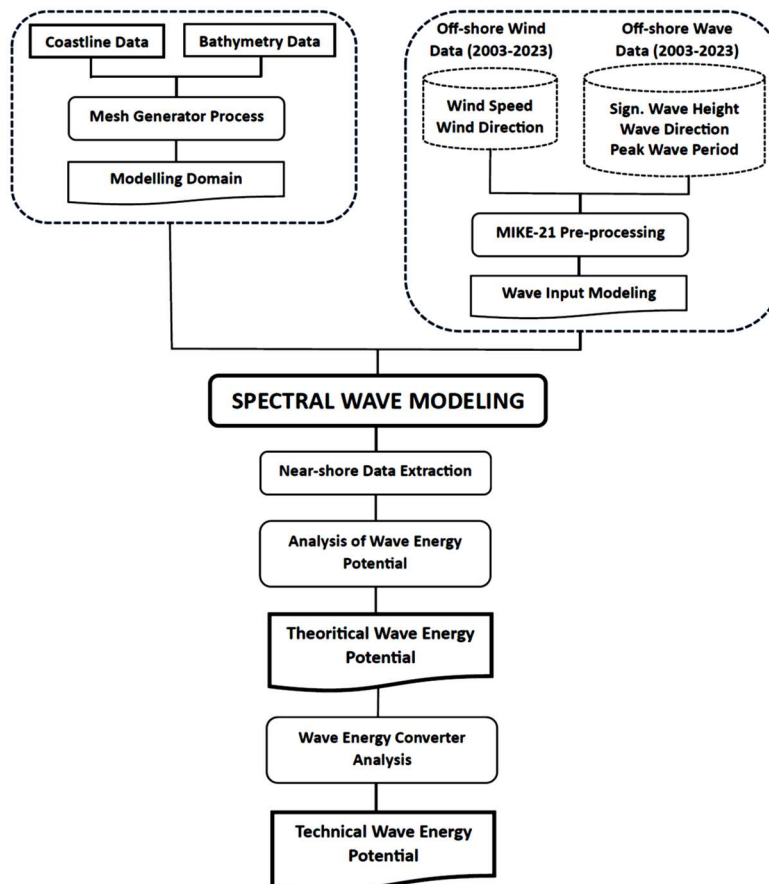 Coastline Data
Bathymetry Data
Mesh Generator Process
Modelling Domain
Off-shore Wind
Data (2003-2023)
Wind Speed
Wind Direction
Off-shore Wave
Data (2003-2023)
Sign. Wave Height
Wave Direction
Peak Wave Period
MIKE-21 Pre-processing
Wave Input Modeling
SPECTRAL WAVE MODELING
Near-shore Data Extraction
Analysis of Wave Energy
Potential
Theoritical Wave Energy
Potential
Wave Energy Converter
Analysis
Technical Wave Energy
Potential